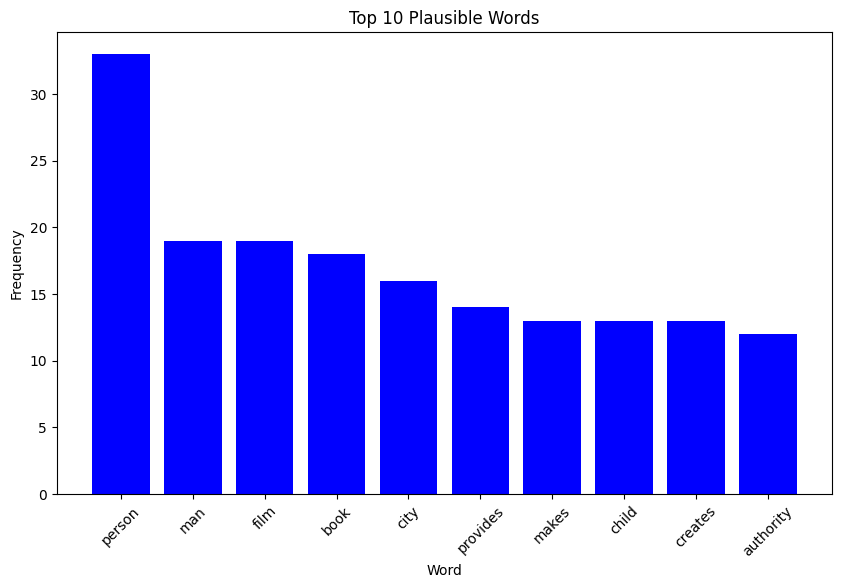 Top 10 Plausible Words
Frequency
30
25
20
15
10
5
0
person
man
film
book
city
provides
makes
child
creates
authority
Word